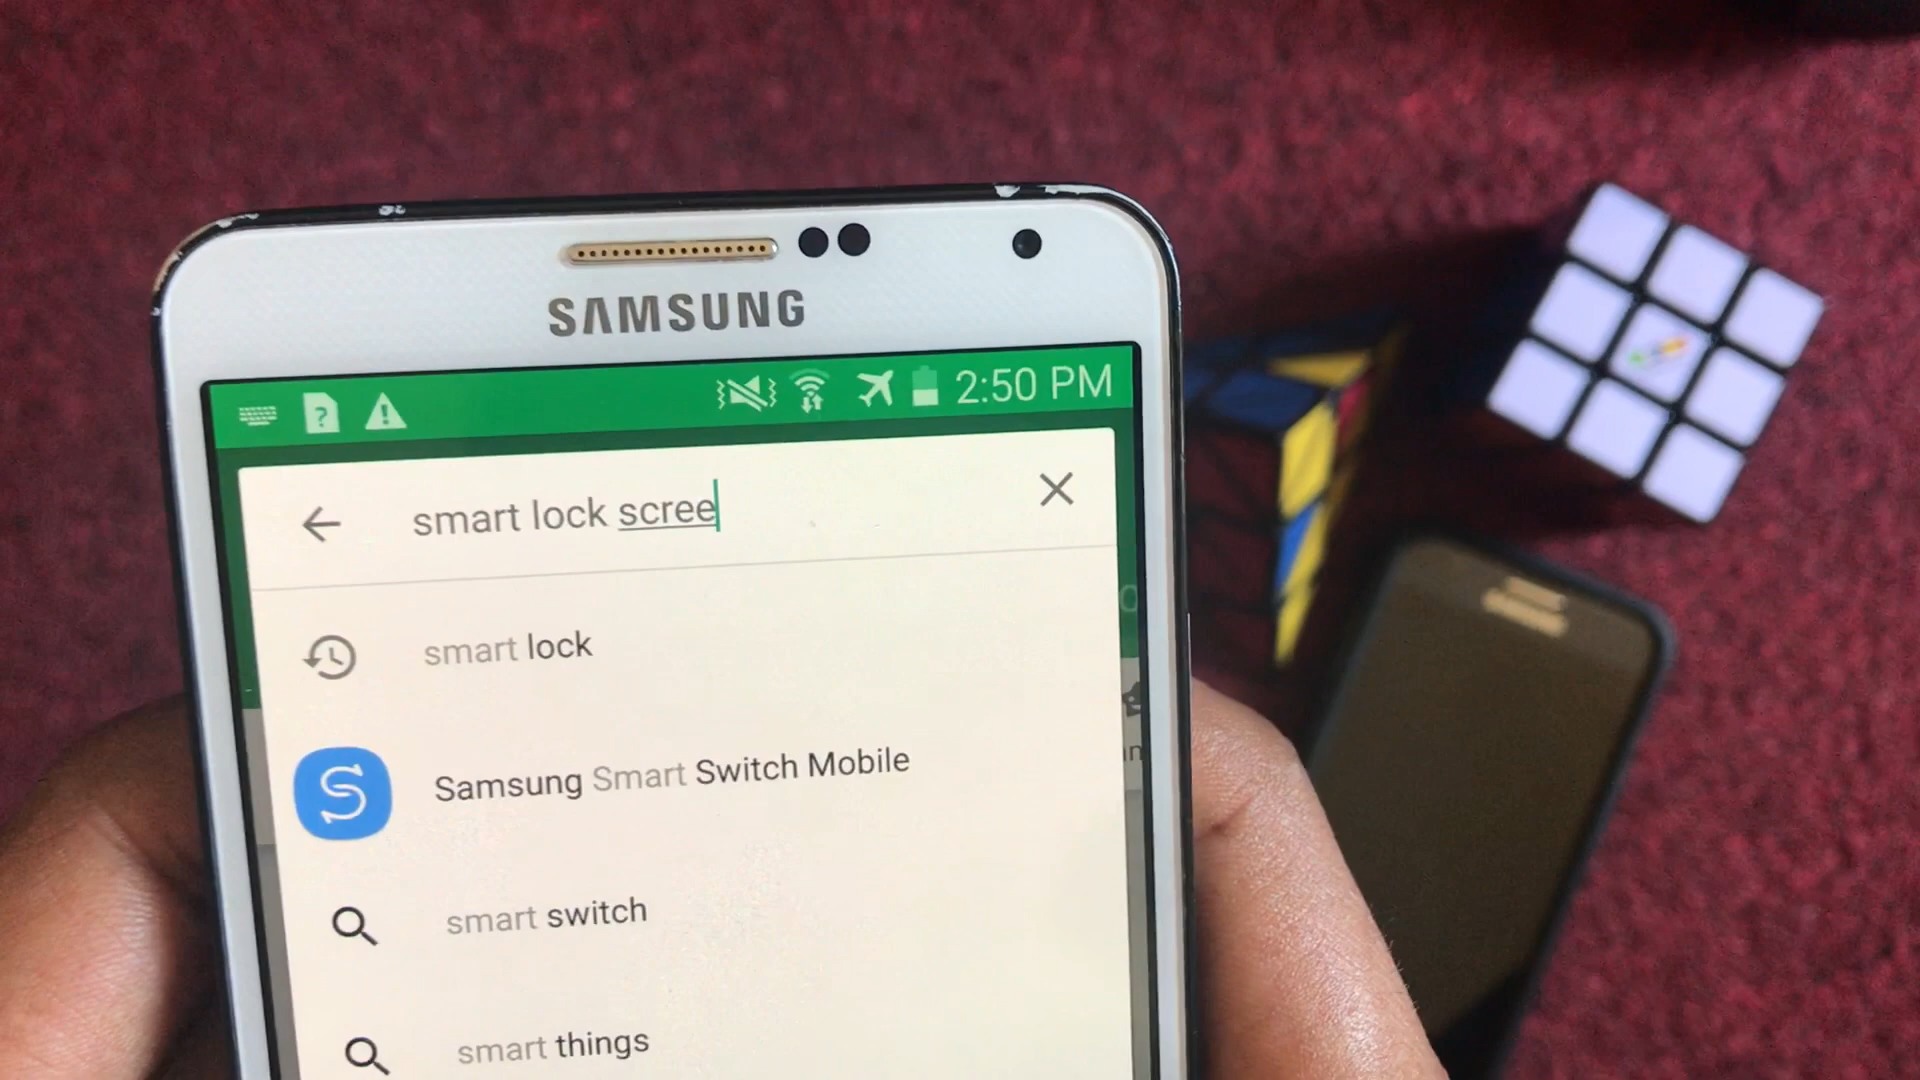 SAMSUNG
2:50 PM
smart lock scree
smart lock
Samsung Smart Switch Mobile
smart switch
smart things